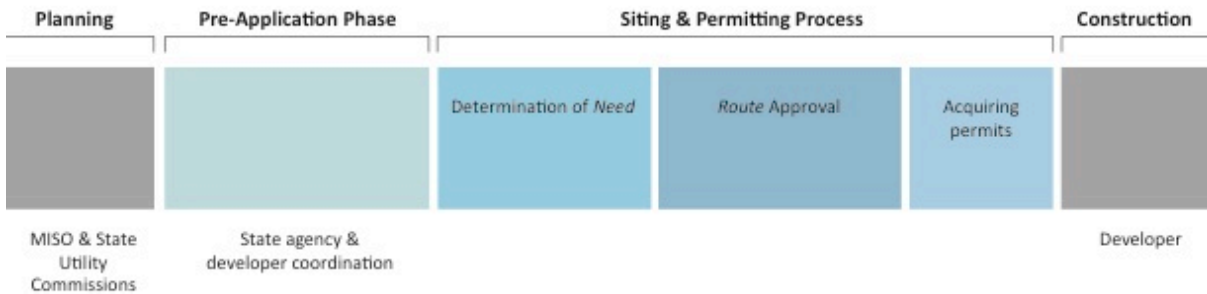 Planning
Pre-Application Phase
Siting & Permitting Process
Construction
Determination of Need
Route Approval
Acquiring
permits
MISO & State
Utility
Commissions
State agency &
developer coordination
Developer